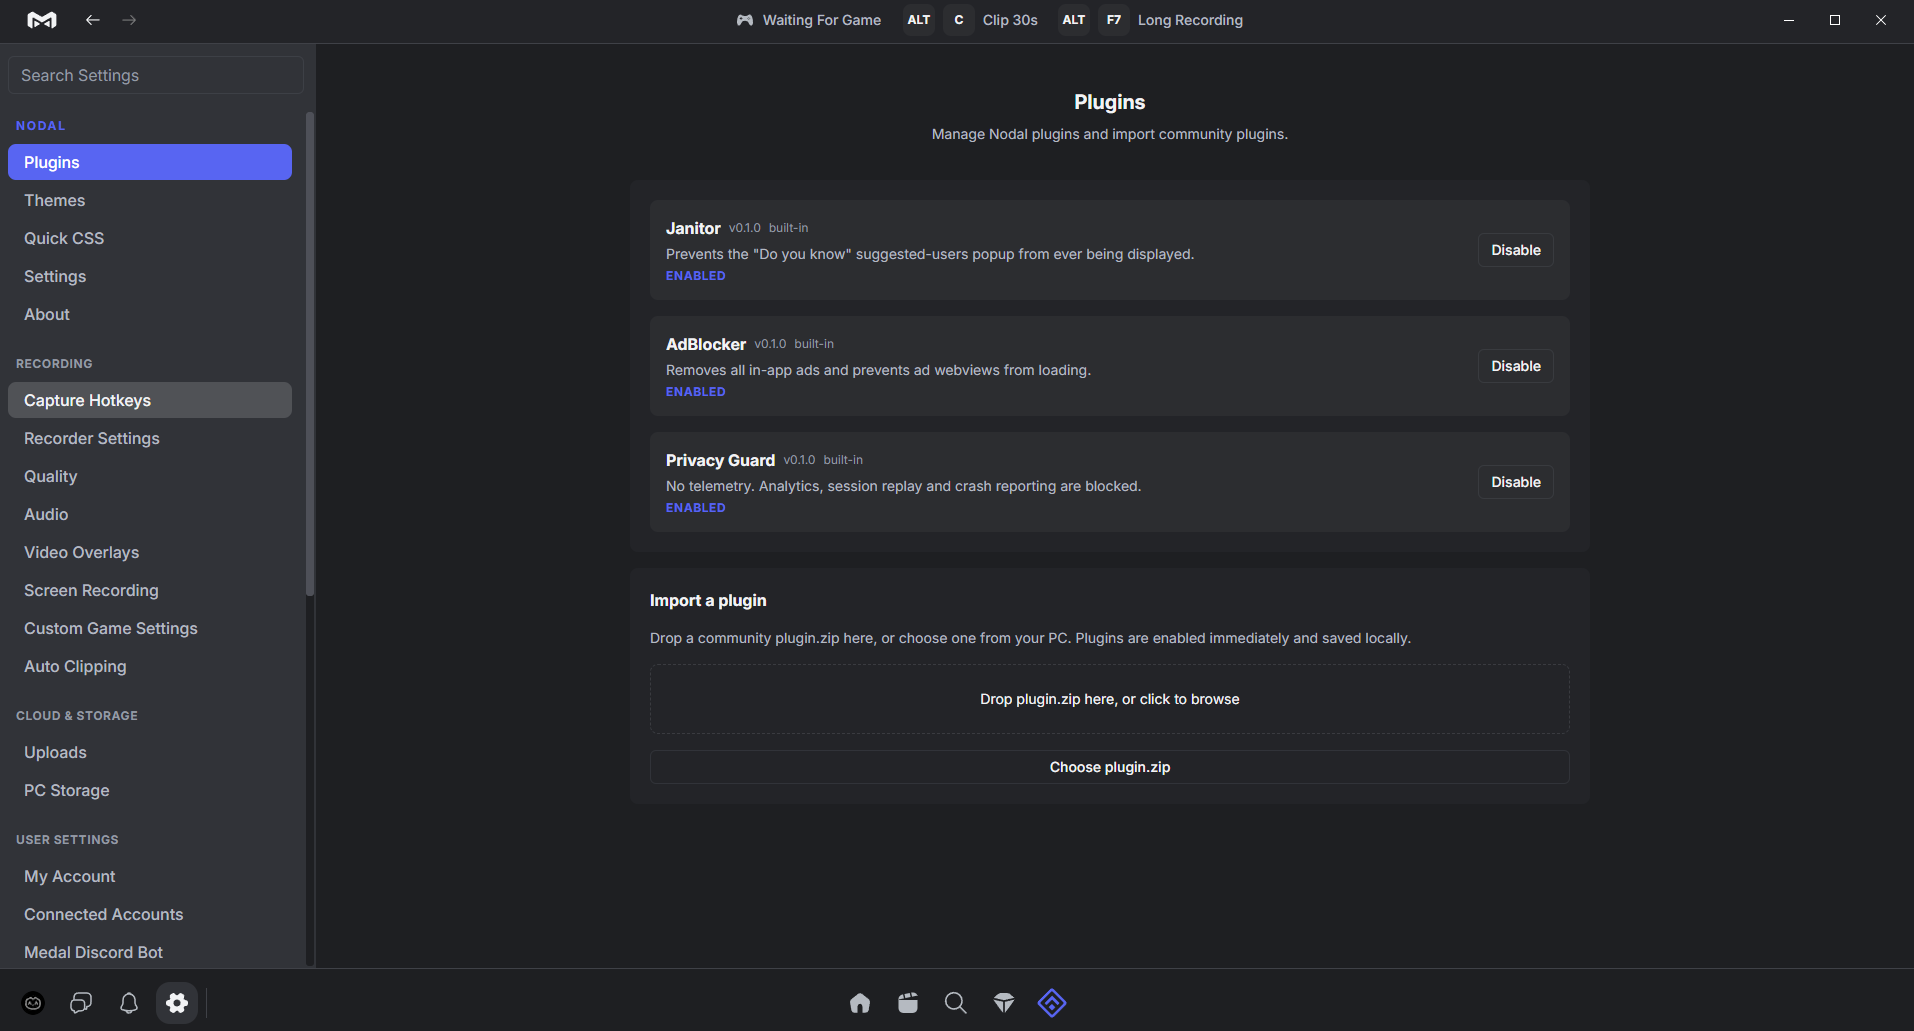 Waiting For Game ALT C Clip 30s ALT F7 Long Recording
Search Settings
NODAL
Plugins
Themes
Quick CSS
Settings
About
RECORDING
Capture Hotkeys
Recorder Settings
Quality
Audio
Video Overlays
Screen Recording
Custom Game Settings
Auto Clipping
CLOUD & STORAGE
Uploads
PC Storage
USER SETTINGS
My Account
Connected Accounts
Medal Discord Bot
Plugins
Manage Nodal plugins and import community plugins.
Janitor v0.1.0 built-in
Prevents the "Do you know" suggested-users popup from ever being displayed.
ENABLED
Disable
AdBlocker v0.1.0 built-in
Removes all in-app ads and prevents ad webviews from loading.
ENABLED
Disable
Privacy Guard v0.1.0 built-in
No telemetry. Analytics, session replay and crash reporting are blocked.
ENABLED
Disable
Import a plugin
Drop a community plugin.zip here, or choose one from your PC. Plugins are enabled immediately and saved locally.
Drop plugin.zip here, or click to browse
Choose plugin.zip